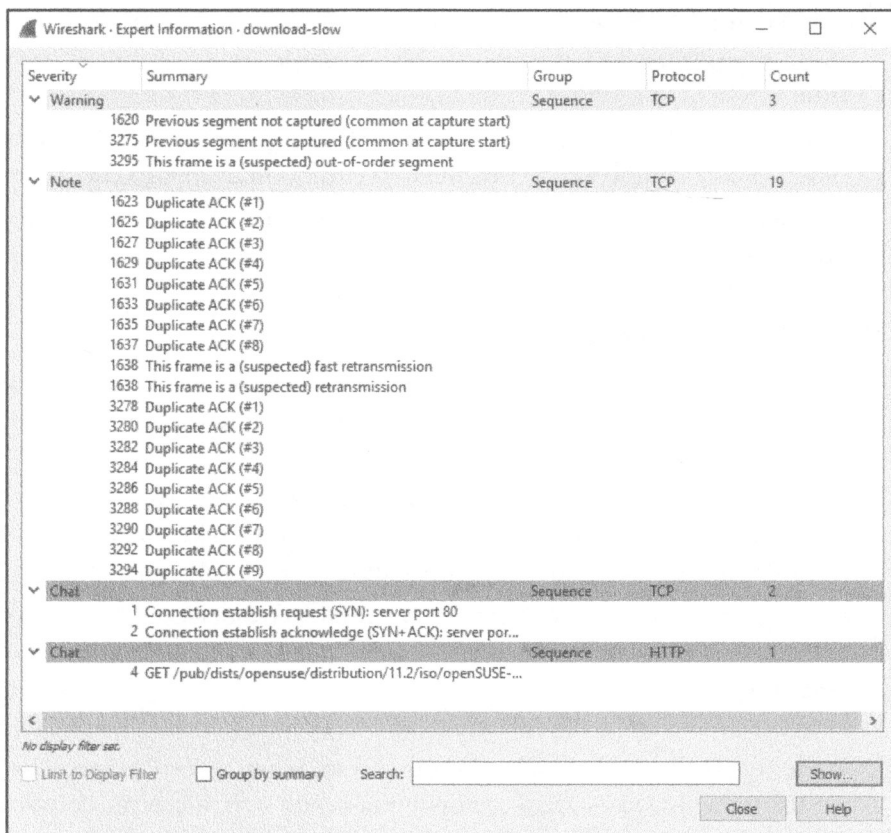 Wireshark · Expert Information · download-slow
Severity Summary Group Protocol Count
Warning Sequence TCP 3
1620 Previous segment not captured (common at capture start)
3275 Previous segment not captured (common at capture start)
3295 This frame is a (suspected) out-of-order segment
Note Sequence TCP 19
1623 Duplicate ACK (#1)
1625 Duplicate ACK (#2)
1627 Duplicate ACK (#3)
1629 Duplicate ACK (#4)
1631 Duplicate ACK (#5)
1633 Duplicate ACK (#6)
1635 Duplicate ACK (#7)
1637 Duplicate ACK (#8)
1638 This frame is a (suspected) fast retransmission
1638 This frame is a (suspected) retransmission
3278 Duplicate ACK (#1)
3280 Duplicate ACK (#2)
3282 Duplicate ACK (#3)
3284 Duplicate ACK (#4)
3286 Duplicate ACK (#5)
3288 Duplicate ACK (#6)
3290 Duplicate ACK (#7)
3292 Duplicate ACK (#8)
3294 Duplicate ACK (#9)
Chat Sequence TCP 2
1 Connection establish request (SYN): server port 80
2 Connection establish acknowledge (SYN+ACK): server por...
Chat Sequence HTTP 1
4 GET /pub/dists/opensuse/distribution/11.2/iso/openSUSE-...
No display filter set.
Limit to Display Filter Group by summary Search: Show...
Close Help